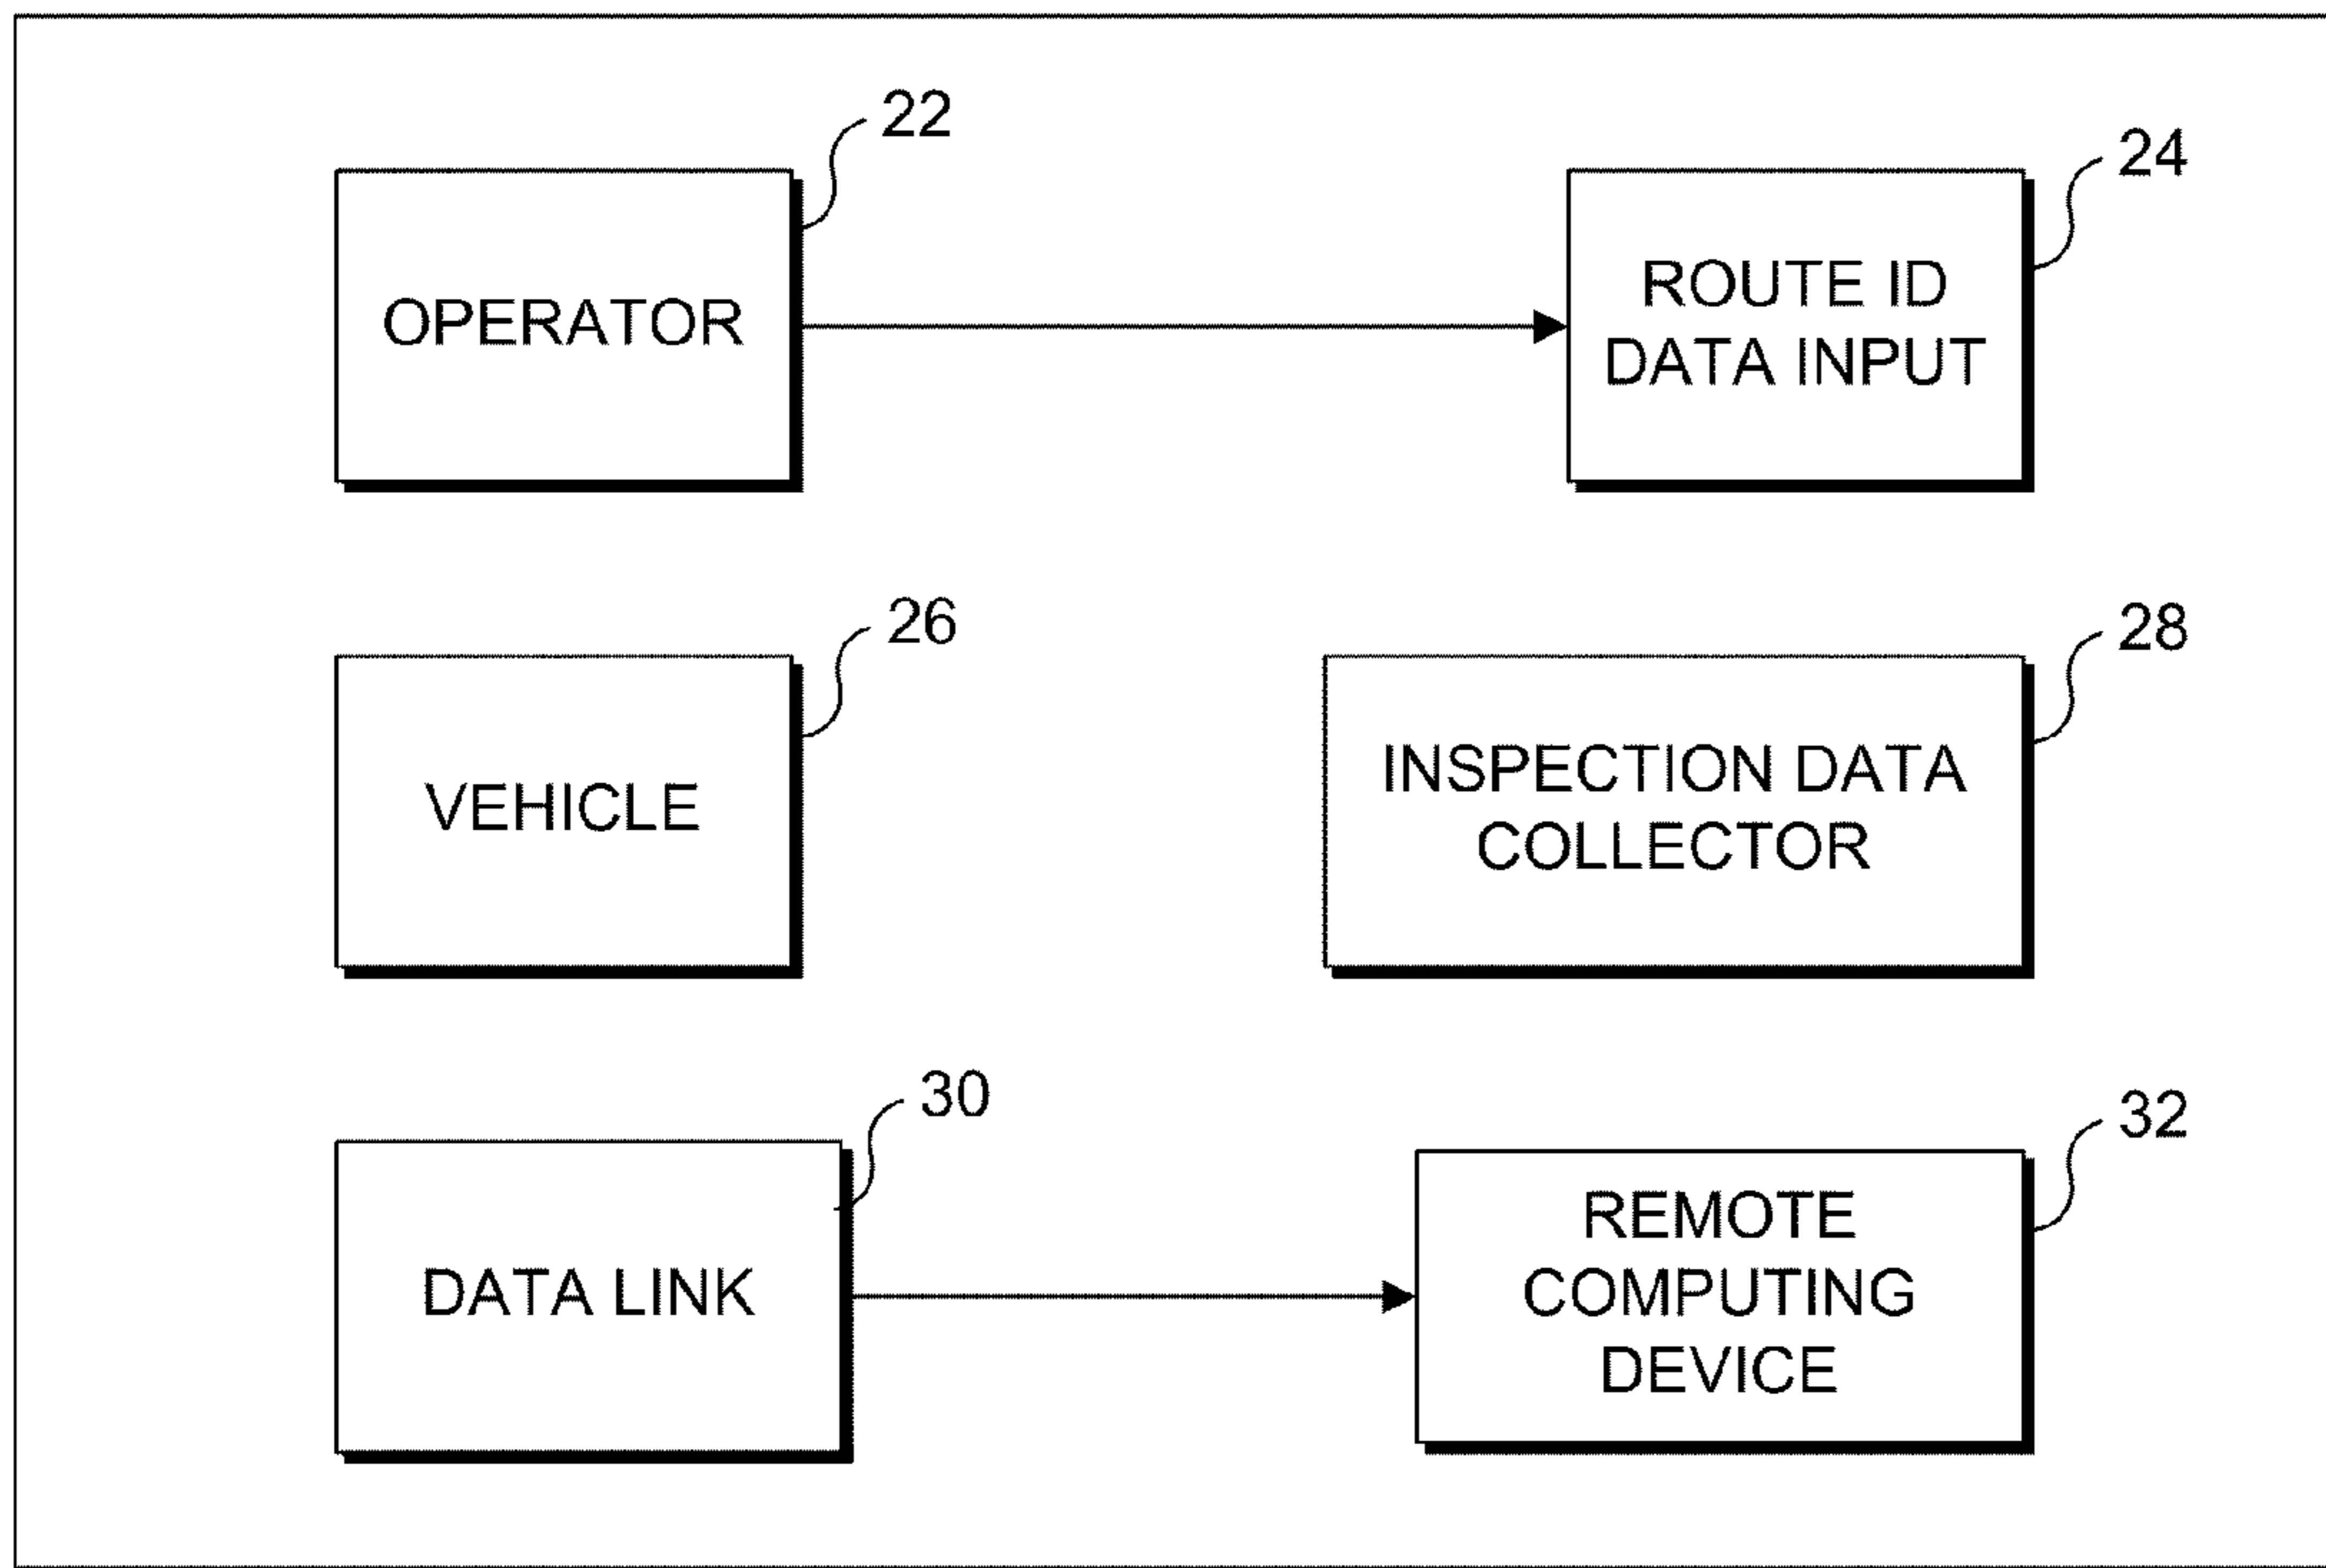 22
OPERATOR
24
ROUTE ID
DATA INPUT
26
VEHICLE
28
INSPECTION DATA
COLLECTOR
30
DATA LINK
32
REMOTE
COMPUTING
DEVICE